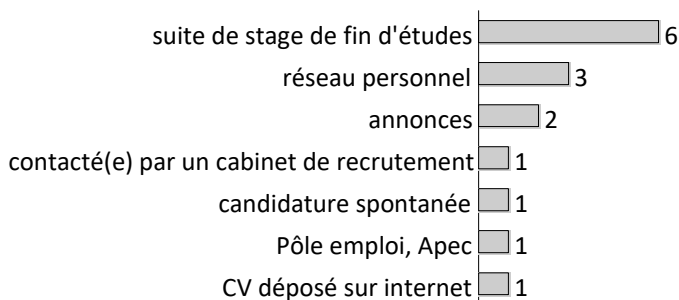 suite de stage de fin d'études 6
réseau personnel 3
annonces 2
contacté(e) par un cabinet de recrutement 1
candidature spontanée 1
Pôle emploi, Apec 1
CV déposé sur internet 1